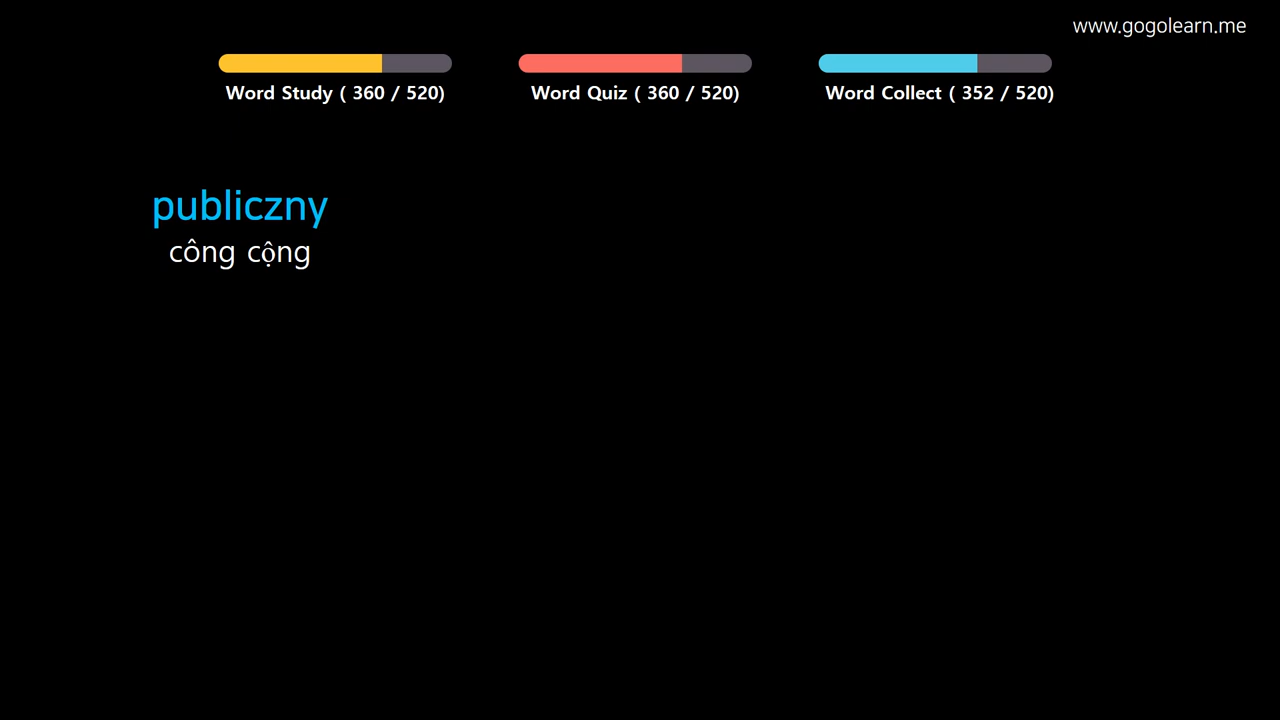 www.gogolearn.me
Word Study ( 360 / 520)
Word Quiz ( 360 / 520)
Word Collect ( 352 / 520)
publiczny
công cộng